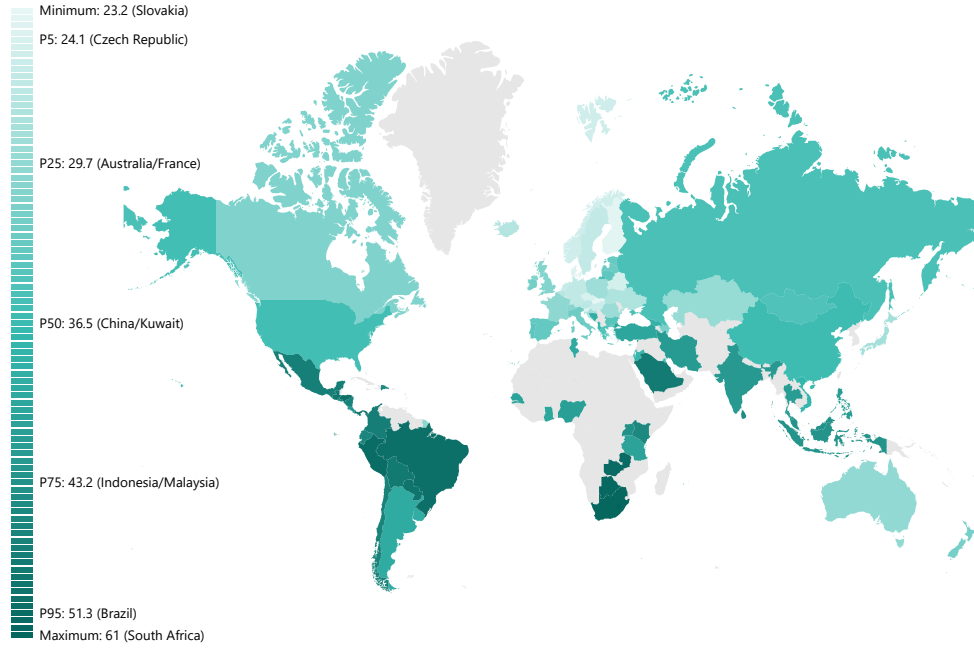 Minimum: 23.2 (Slovakia)
P5: 24.1 (Czech Republic)
P25: 29.7 (Australia/France)
P50: 36.5 (China/Kuwait)
P75: 43.2 (Indonesia/Malaysia)
P95: 51.3 (Brazil)
Maximum: 61 (South Africa)